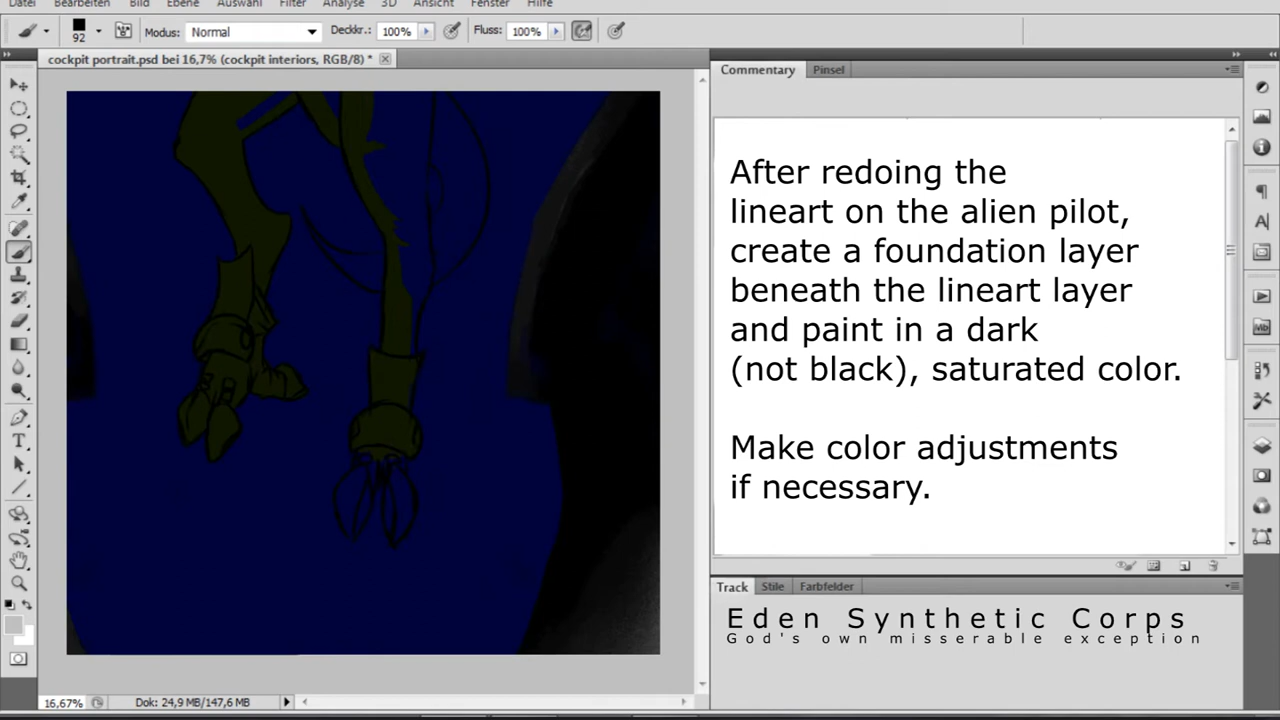 Datei Bearbeiten Bild Ebene Auswahl Filter Analyse 3D Ansicht Fenster Hilfe
92 Modus: Normal Deckkr.: 100% Fluss: 100%
cockpit portrait.psd bei 16,7% (cockpit interiors, RGB/8) *
Commentary Pinsel
After redoing the
lineart on the alien pilot,
create a foundation layer
beneath the lineart layer
and paint in a dark
(not black), saturated color.
Make color adjustments
if necessary.
Track Stile Farbfelder
Eden Synthetic Corps
God's own misserable exception
16,67% Dok: 24,9 MB/147,6 MB